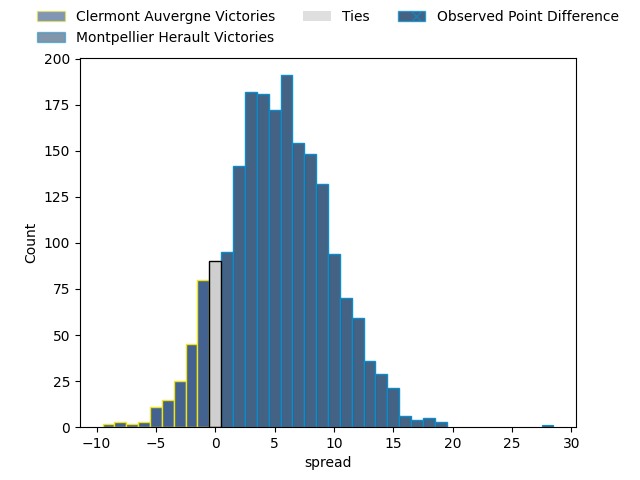 Clermont Auvergne Victories
Montpellier Herault Victories
Ties
Observed Point Difference
200
175
150
125
100
75
50
25
0
Count
−10 −5 0 5 10 15 20 25 30
spread